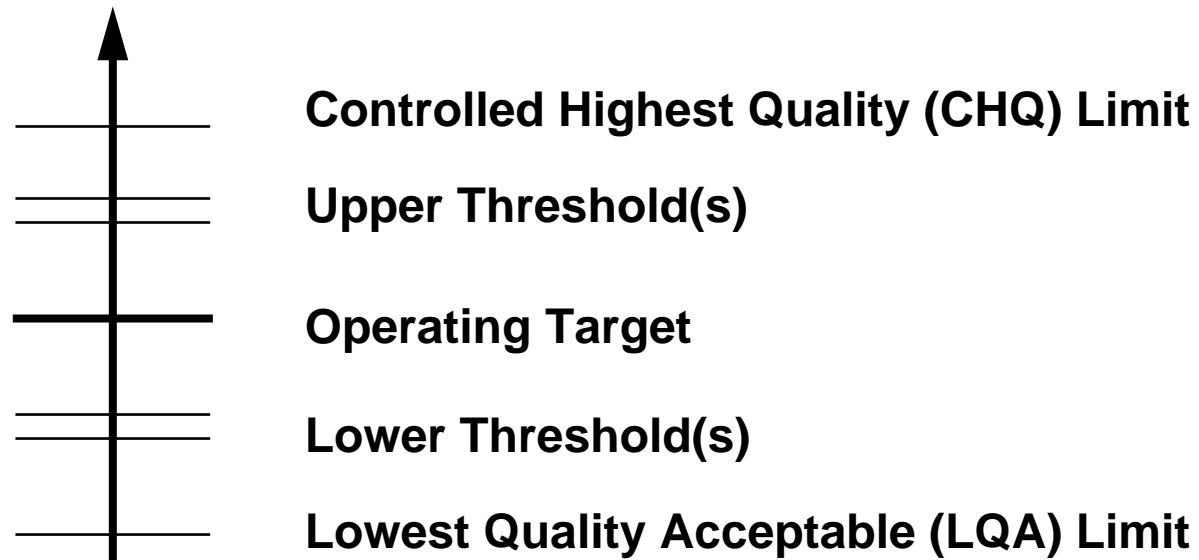 Controlled Highest Quality (CHQ) Limit
Upper Threshold(s)
Operating Target
Lower Threshold(s)
Lowest Quality Acceptable (LQA) Limit